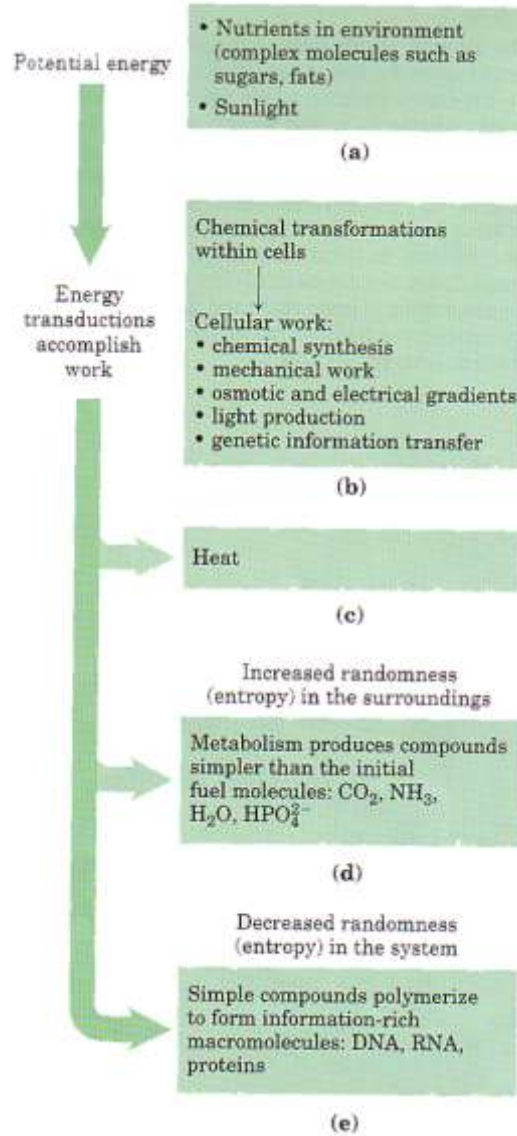 Potential energy
• Nutrients in environment
(complex molecules such as
sugars, fats)
• Sunlight
(a)
Energy
transductions
accomplish
work
Chemical transformations
within cells
Cellular work:
• chemical synthesis
• mechanical work
• osmotic and electrical gradients
• light production
• genetic information transfer
(b)
Heat
(c)
Increased randomness
(entropy) in the surroundings
Metabolism produces compounds
simpler than the initial
fuel molecules: CO₂, NH₃,
H₂O, HPO₄²⁻
(d)
Decreased randomness
(entropy) in the system
Simple compounds polymerize
to form information-rich
macromolecules: DNA, RNA,
proteins
(e)